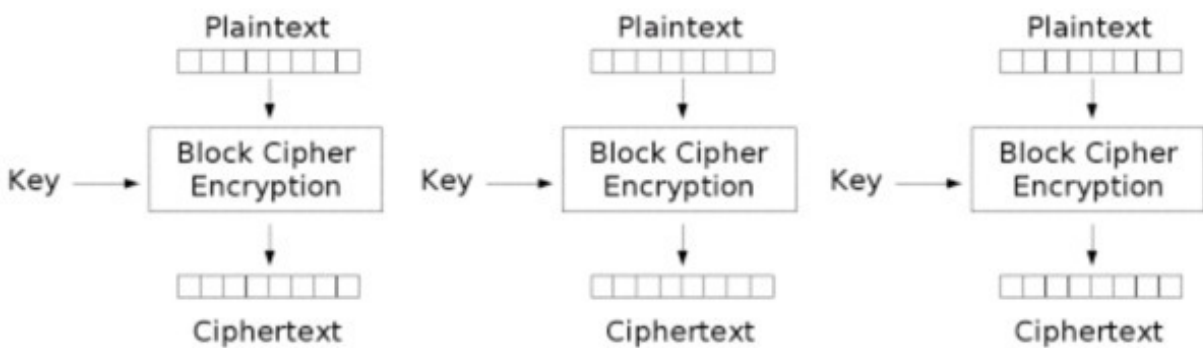 Plaintext Plaintext Plaintext
Key Block Cipher Encryption Key Block Cipher Encryption Key Block Cipher Encryption
Ciphertext Ciphertext Ciphertext